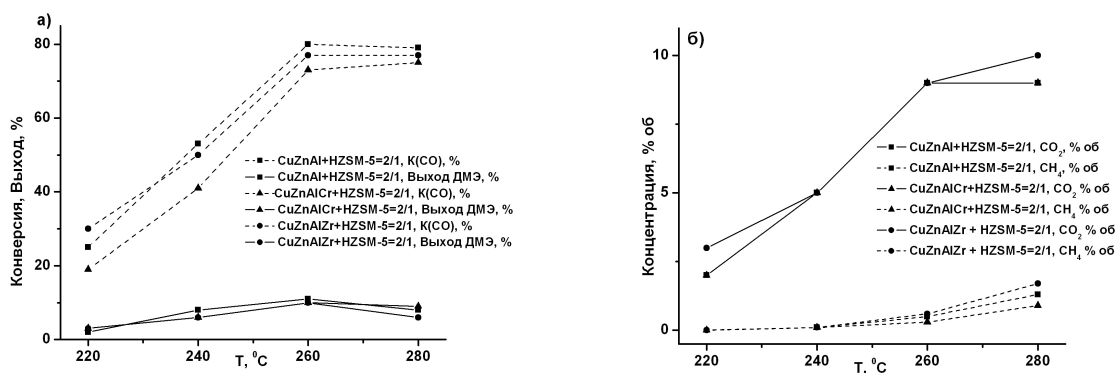 а)
Конверсия, Выход, %
80
60
40
20
0
CuZnAl+HZSM-5=2/1, К(СО), %
CuZnAl+HZSM-5=2/1, Выход ДМЭ, %
CuZnAlCr+HZSM-5=2/1, К(СО), %
CuZnAlCr+HZSM-5=2/1, Выход ДМЭ, %
CuZnAlZr+HZSM-5=2/1, К(СО), %
CuZnAlZr+HZSM-5=2/1, Выход ДМЭ, %
220
240
260
280
T, ⁰C
б)
Концентрация, % об
10
5
0
CuZnAl+HZSM-5=2/1, CO₂, % об
CuZnAl+HZSM-5=2/1, CH₄, % об
CuZnAlCr+HZSM-5=2/1, CO₂ % об
CuZnAlCr+HZSM-5=2/1, CH₄ % об
CuZnAlZr + HZSM-5=2/1, CO₂ % об
CuZnAlZr + HZSM-5=2/1, CH₄ % об
220
240
260
280
T, ⁰C